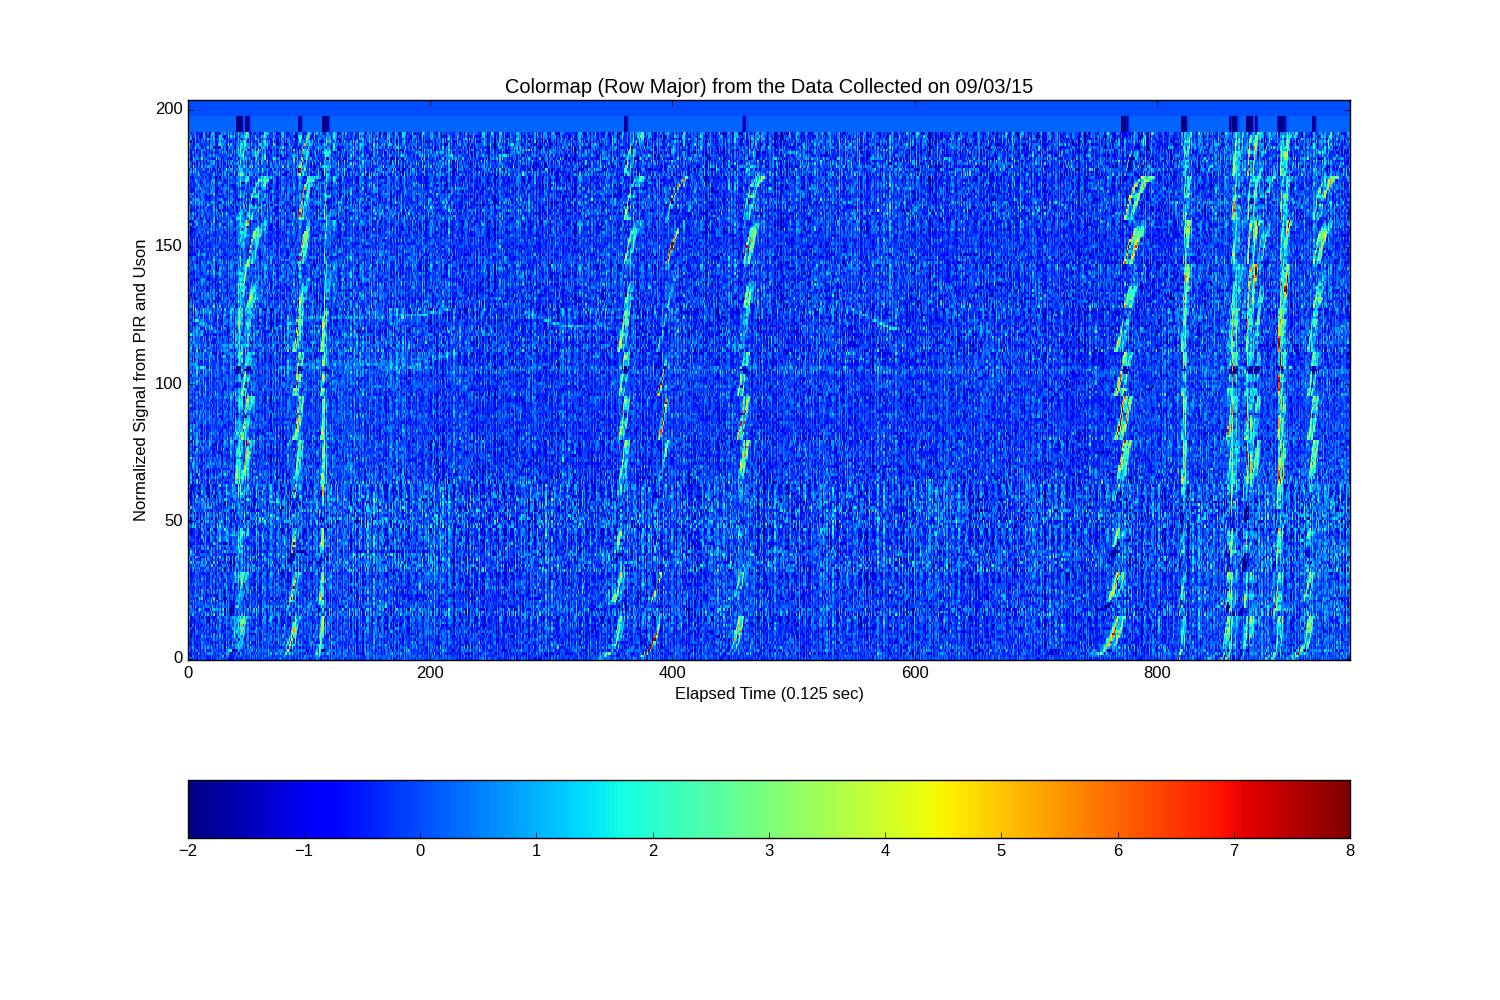 Colormap (Row Major) from the Data Collected on 09/03/15
Normalized Signal from PIR and Uson
200
150
100
50
0
0 200 400 600 800
Elapsed Time (0.125 sec)
−2 −1 0 1 2 3 4 5 6 7 8